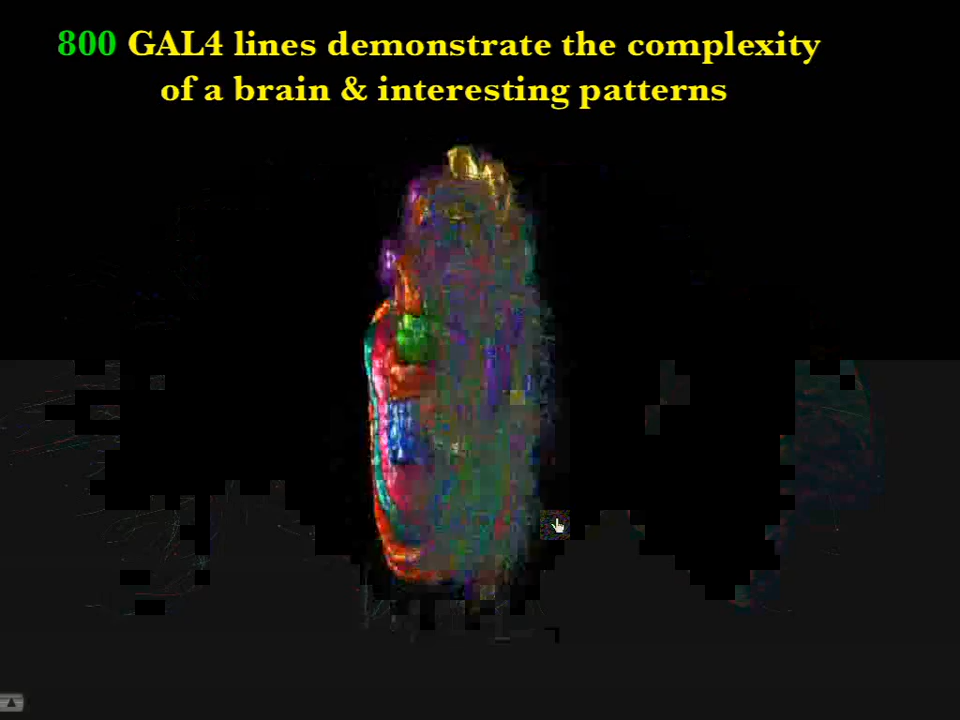 800 GAL4 lines demonstrate the complexity
of a brain & interesting patterns